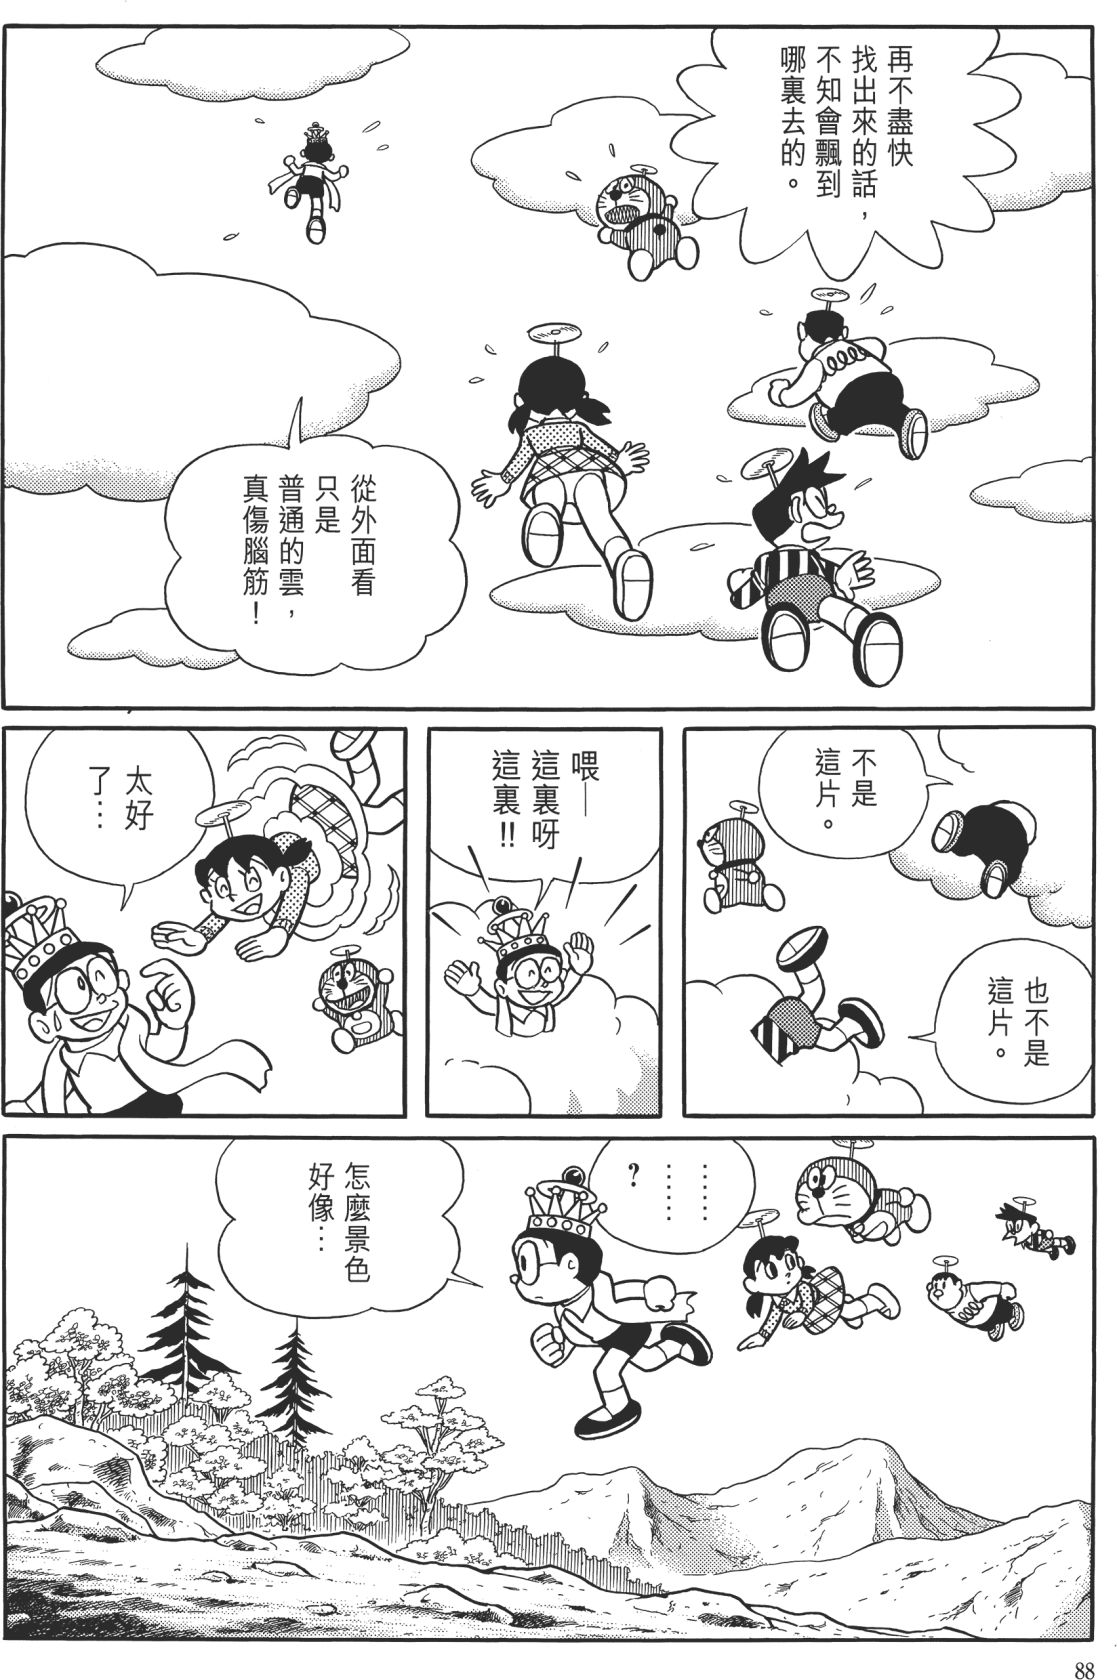 再不盡快
找出來的話，
不知會飄到
哪裏去的。
從外面看
只是
普通的雲，
真傷腦筋！
不是
這片。
也不是
這片。
喂—
這裏呀
這裏!!
太好
了…
……
?……
怎麼景色
好像…
88